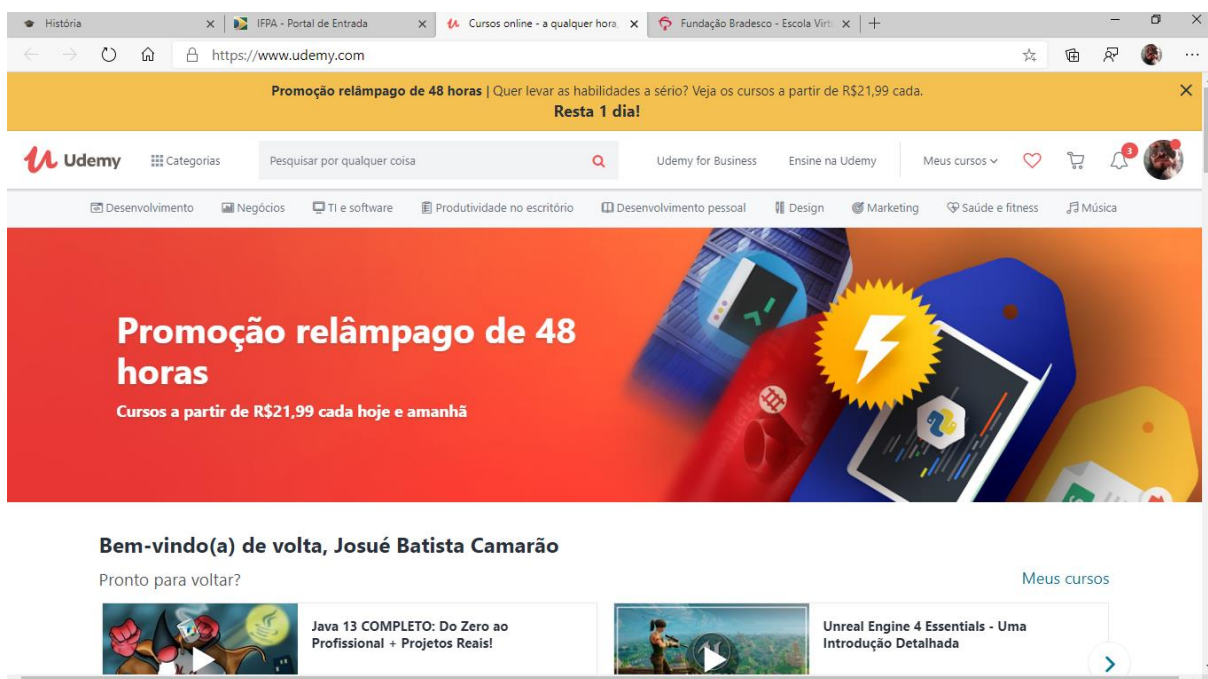 História
IFPA - Portal de Entrada
Cursos online - a qualquer hora,
Fundação Bradesco - Escola Virt
https://www.udemy.com
Promoção relâmpago de 48 horas | Quer levar as habilidades a sério? Veja os cursos a partir de R$21,99 cada.
Resta 1 dia!
Udemy
Categorias
Pesquisar por qualquer coisa
Udemy for Business
Ensine na Udemy
Meus cursos
3
Desenvolvimento
Negócios
TI e software
Produtividade no escritório
Desenvolvimento pessoal
Design
Marketing
Saúde e fitness
Música
Promoção relâmpago de 48
horas
Cursos a partir de R$21,99 cada hoje e amanhã
Bem-vindo(a) de volta, Josué Batista Camarão
Pronto para voltar?
Meus cursos
Java 13 COMPLETO: Do Zero ao
Profissional + Projetos Reais!
Unreal Engine 4 Essentials - Uma
Introdução Detalhada